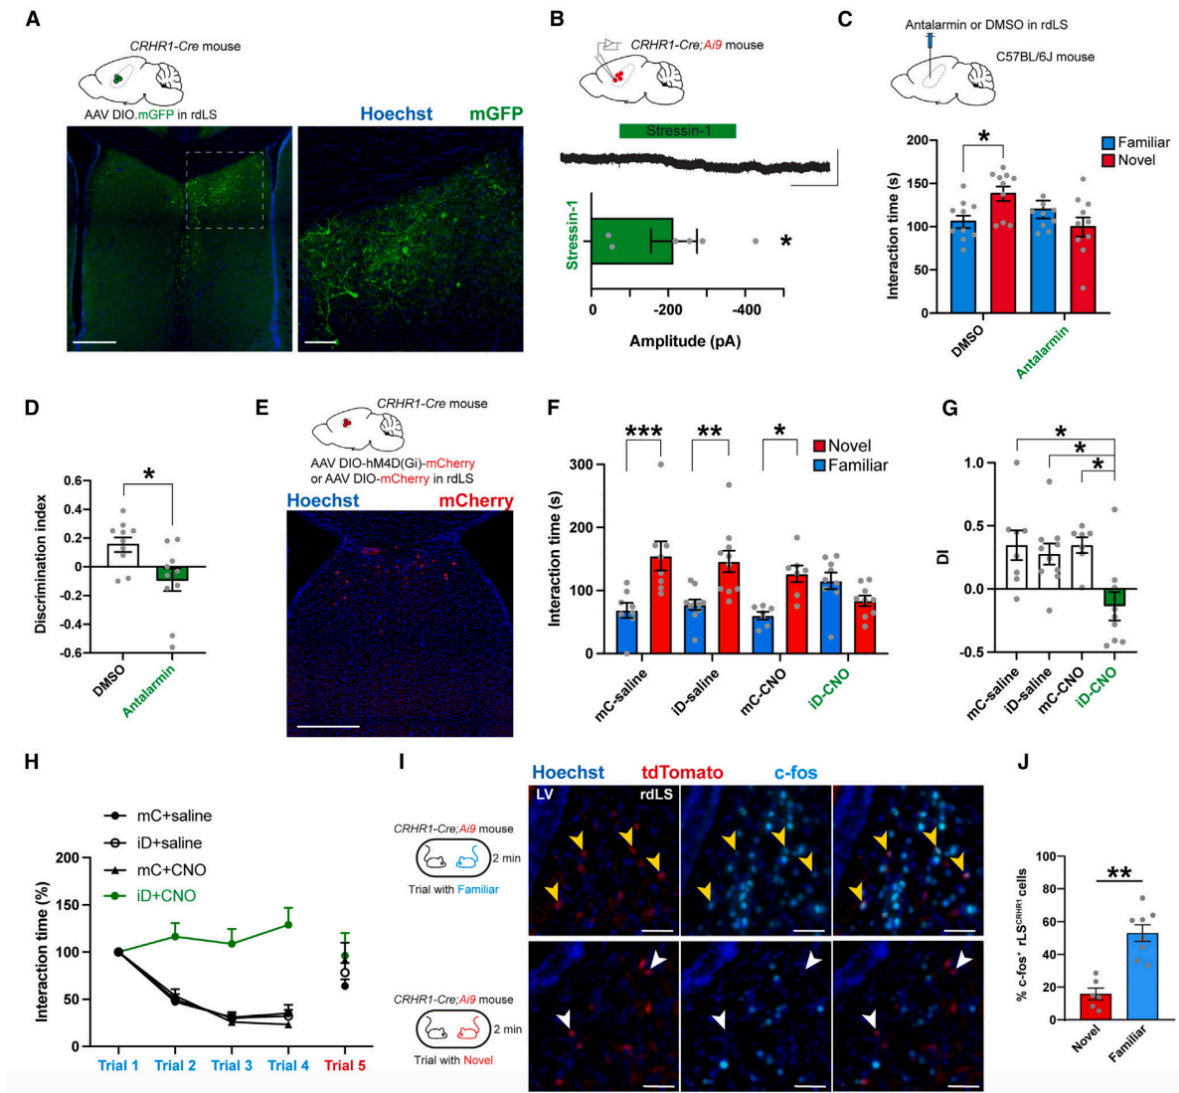 A
CRHR1-Cre mouse
AAV DIO.mGFP in rdLS
Hoechst mGFP
B
CRHR1-Cre;Ai9 mouse
Stressin-1
Stressin-1
*
0 -200 -400
Amplitude (pA)
C
Antalarmin or DMSO in rdLS
C57BL/6J mouse
Familiar
Novel
*
Interaction time (s)
200
150
100
50
0
DMSO
Antalarmin
D
*
Discrimination index
0.6
0.4
0.2
0
-0.2
-0.4
-0.6
DMSO
Antalarmin
E
CRHR1-Cre mouse
AAV DIO-hM4D(Gi)-mCherry
or AAV DIO-mCherry in rdLS
Hoechst mCherry
F
*** ** *
Novel
Familiar
Interaction time (s)
300
200
100
0
mC-saline
iD-saline
mC-CNO
iD-CNO
G
*
*
*
DI
1.0
0.5
0.0
-0.5
mC-saline
iD-saline
mC-CNO
iD-CNO
H
mC+saline
iD+saline
mC+CNO
iD+CNO
Interaction time (%)
200
150
100
50
0
Trial 1 Trial 2 Trial 3 Trial 4 Trial 5
I
Hoechst tdTomato c-fos
LV rdLS
CRHR1-Cre;Ai9 mouse
2 min
Trial with Familiar
CRHR1-Cre;Ai9 mouse
2 min
Trial with Novel
J
**
% c-fos+ rLSCRHR1 cells
100
80
60
40
20
0
Novel
Familiar